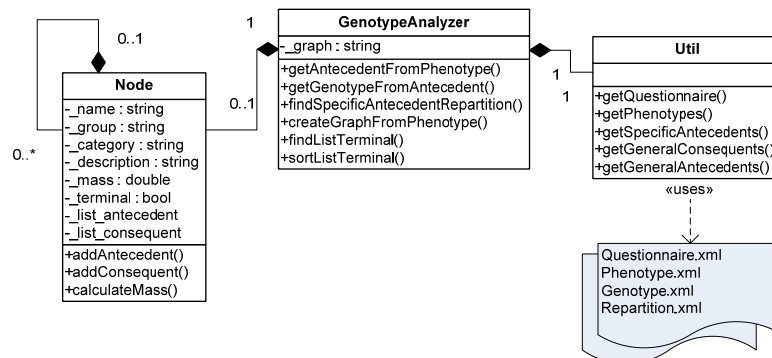 0..1
0..*
Node
-_name : string
-_group : string
-_category : string
-_description : string
-_mass : double
-_terminal : bool
-_list_antecedent
-_list_consequent
+addAntecedent()
+addConsequent()
+calculateMass()
1
0..1
GenotypeAnalyzer
-_graph : string
+getAntecedentFromPhenotype()
+getGenotypeFromAntecedent()
+findSpecificAntecedentRepartition()
+createGraphFromPhenotype()
+findListTerminal()
+sortListTerminal()
1
1
Util
+getQuestionnaire()
+getPhenotypes()
+getSpecificAntecedents()
+getGeneralConsequents()
+getGeneralAntecedents()
«uses»
Questionnaire.xml
Phenotype.xml
Genotype.xml
Repartition.xml